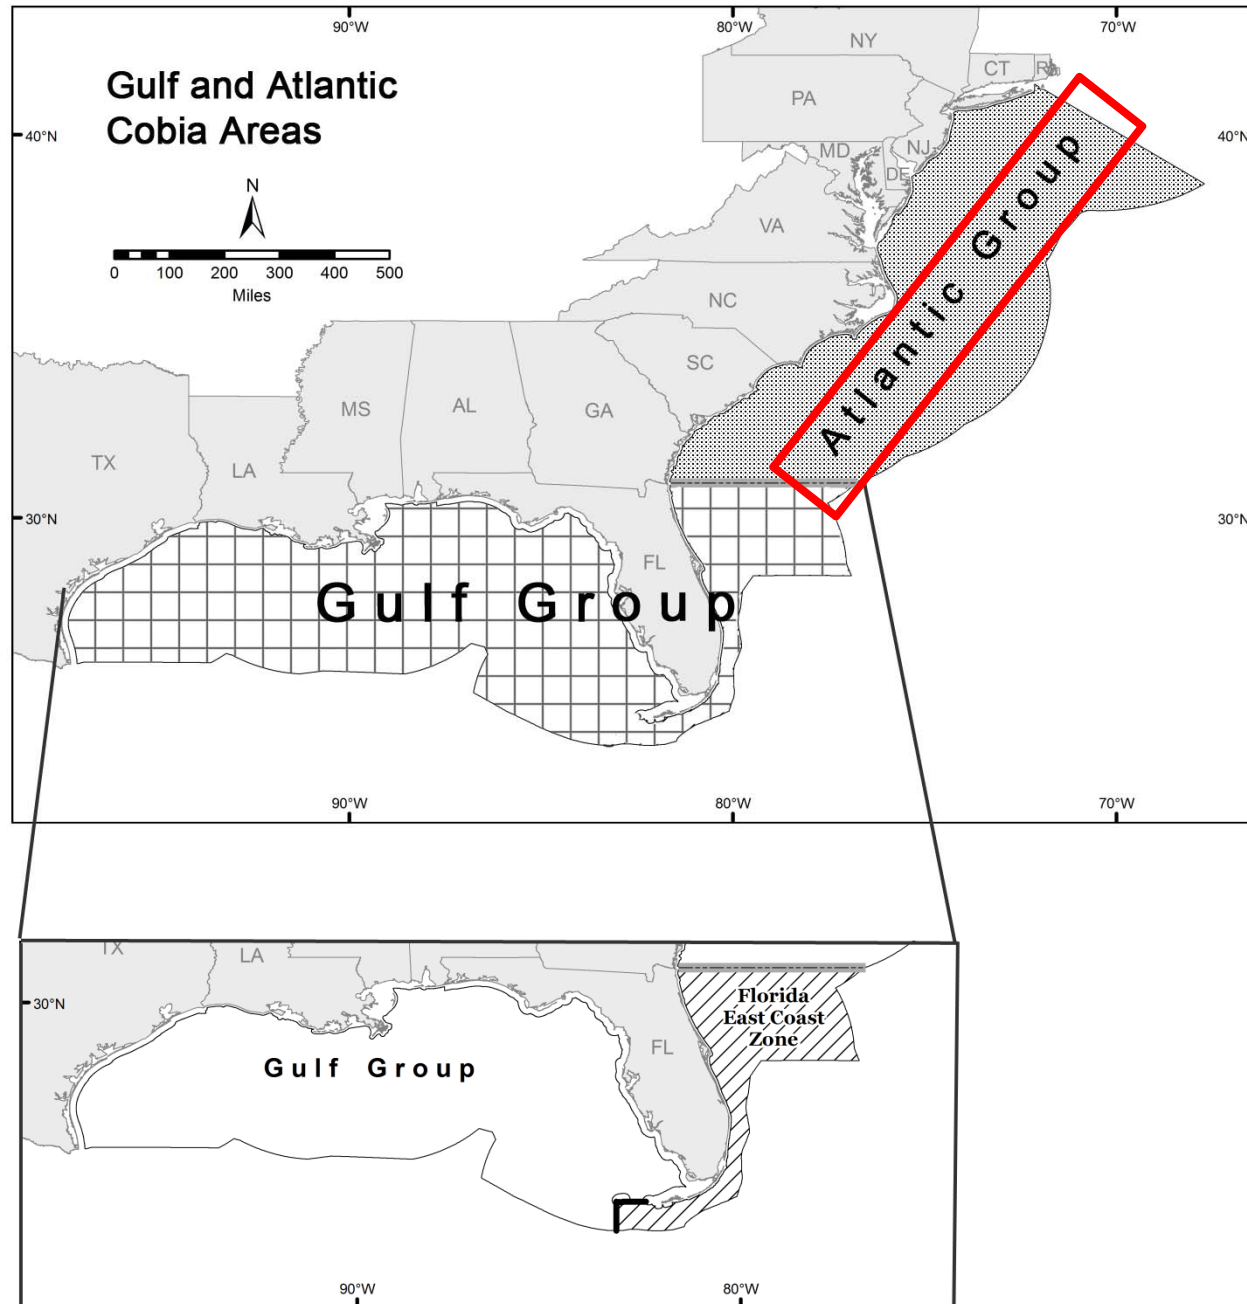 90°W 80°W 70°W
Gulf and Atlantic
Cobia Areas
N
0 100 200 300 400 500
Miles
40°N 40°N
NY
CT
RI
PA
NJ
MD
DE
VA
NC
SC
MS
AL
GA
TX
LA
FL
Atlantic Group
30°N 30°N
Gulf Group
90°W 80°W 70°W
TX
LA
30°N
Florida
East Coast
Zone
FL
Gulf Group
90°W 80°W